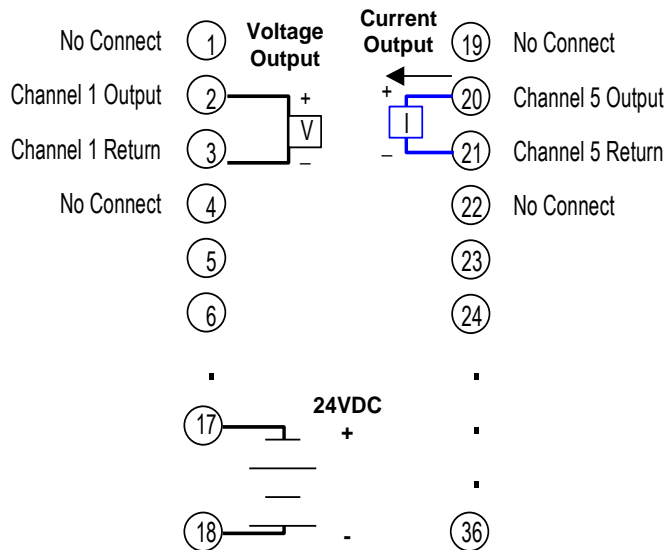 No Connect 1 Voltage Output Current Output 19 No Connect
Channel 1 Output 2 + + 20 Channel 5 Output
V I
Channel 1 Return 3 – – 21 Channel 5 Return
No Connect 4 22 No Connect
5 23
6 24
17 24VDC
+
18 - 36